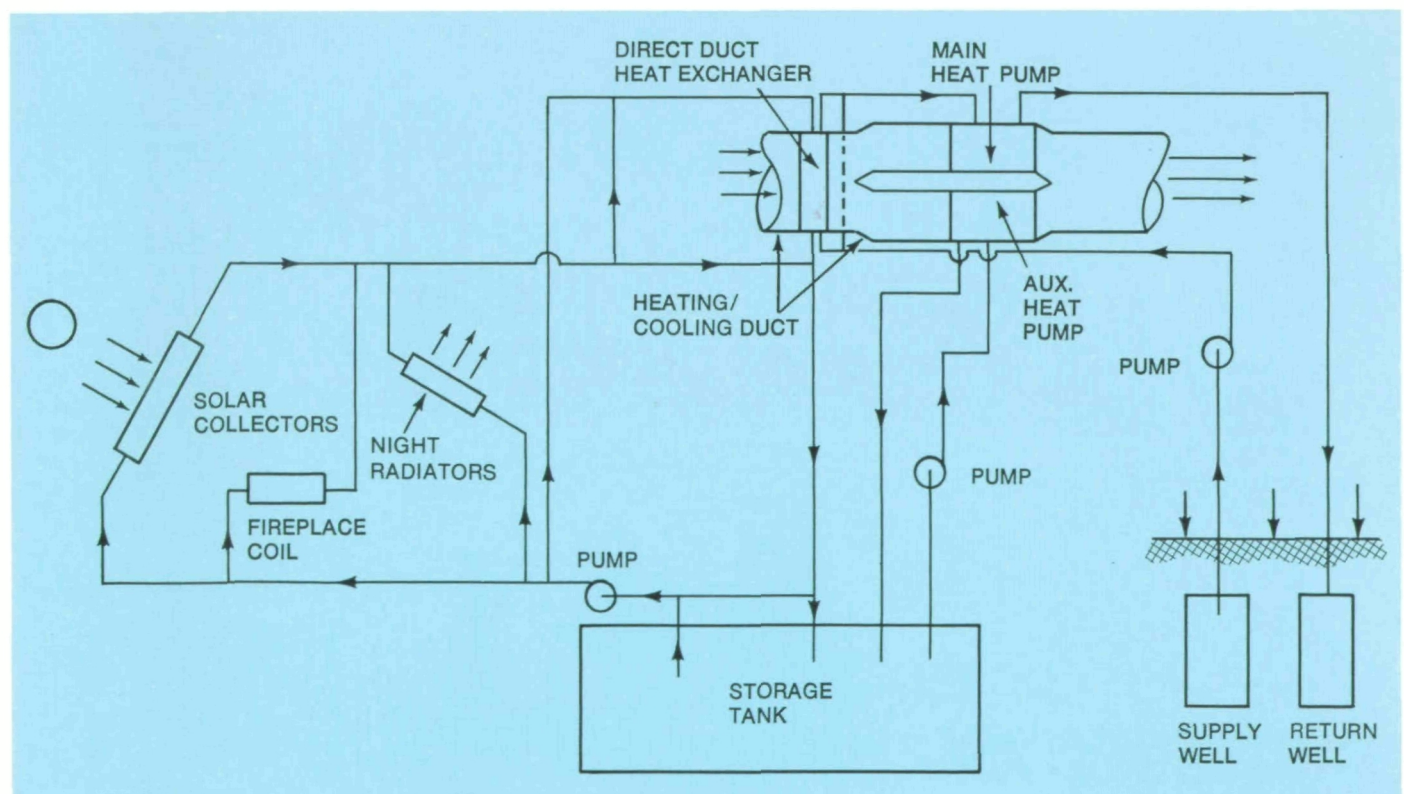 DIRECT DUCT
HEAT EXCHANGER
MAIN
HEAT PUMP
HEATING/
COOLING DUCT
AUX.
HEAT
PUMP
PUMP
SOLAR
COLLECTORS
NIGHT
RADIATORS
PUMP
FIREPLACE
COIL
PUMP
STORAGE
TANK
SUPPLY
WELL
RETURN
WELL